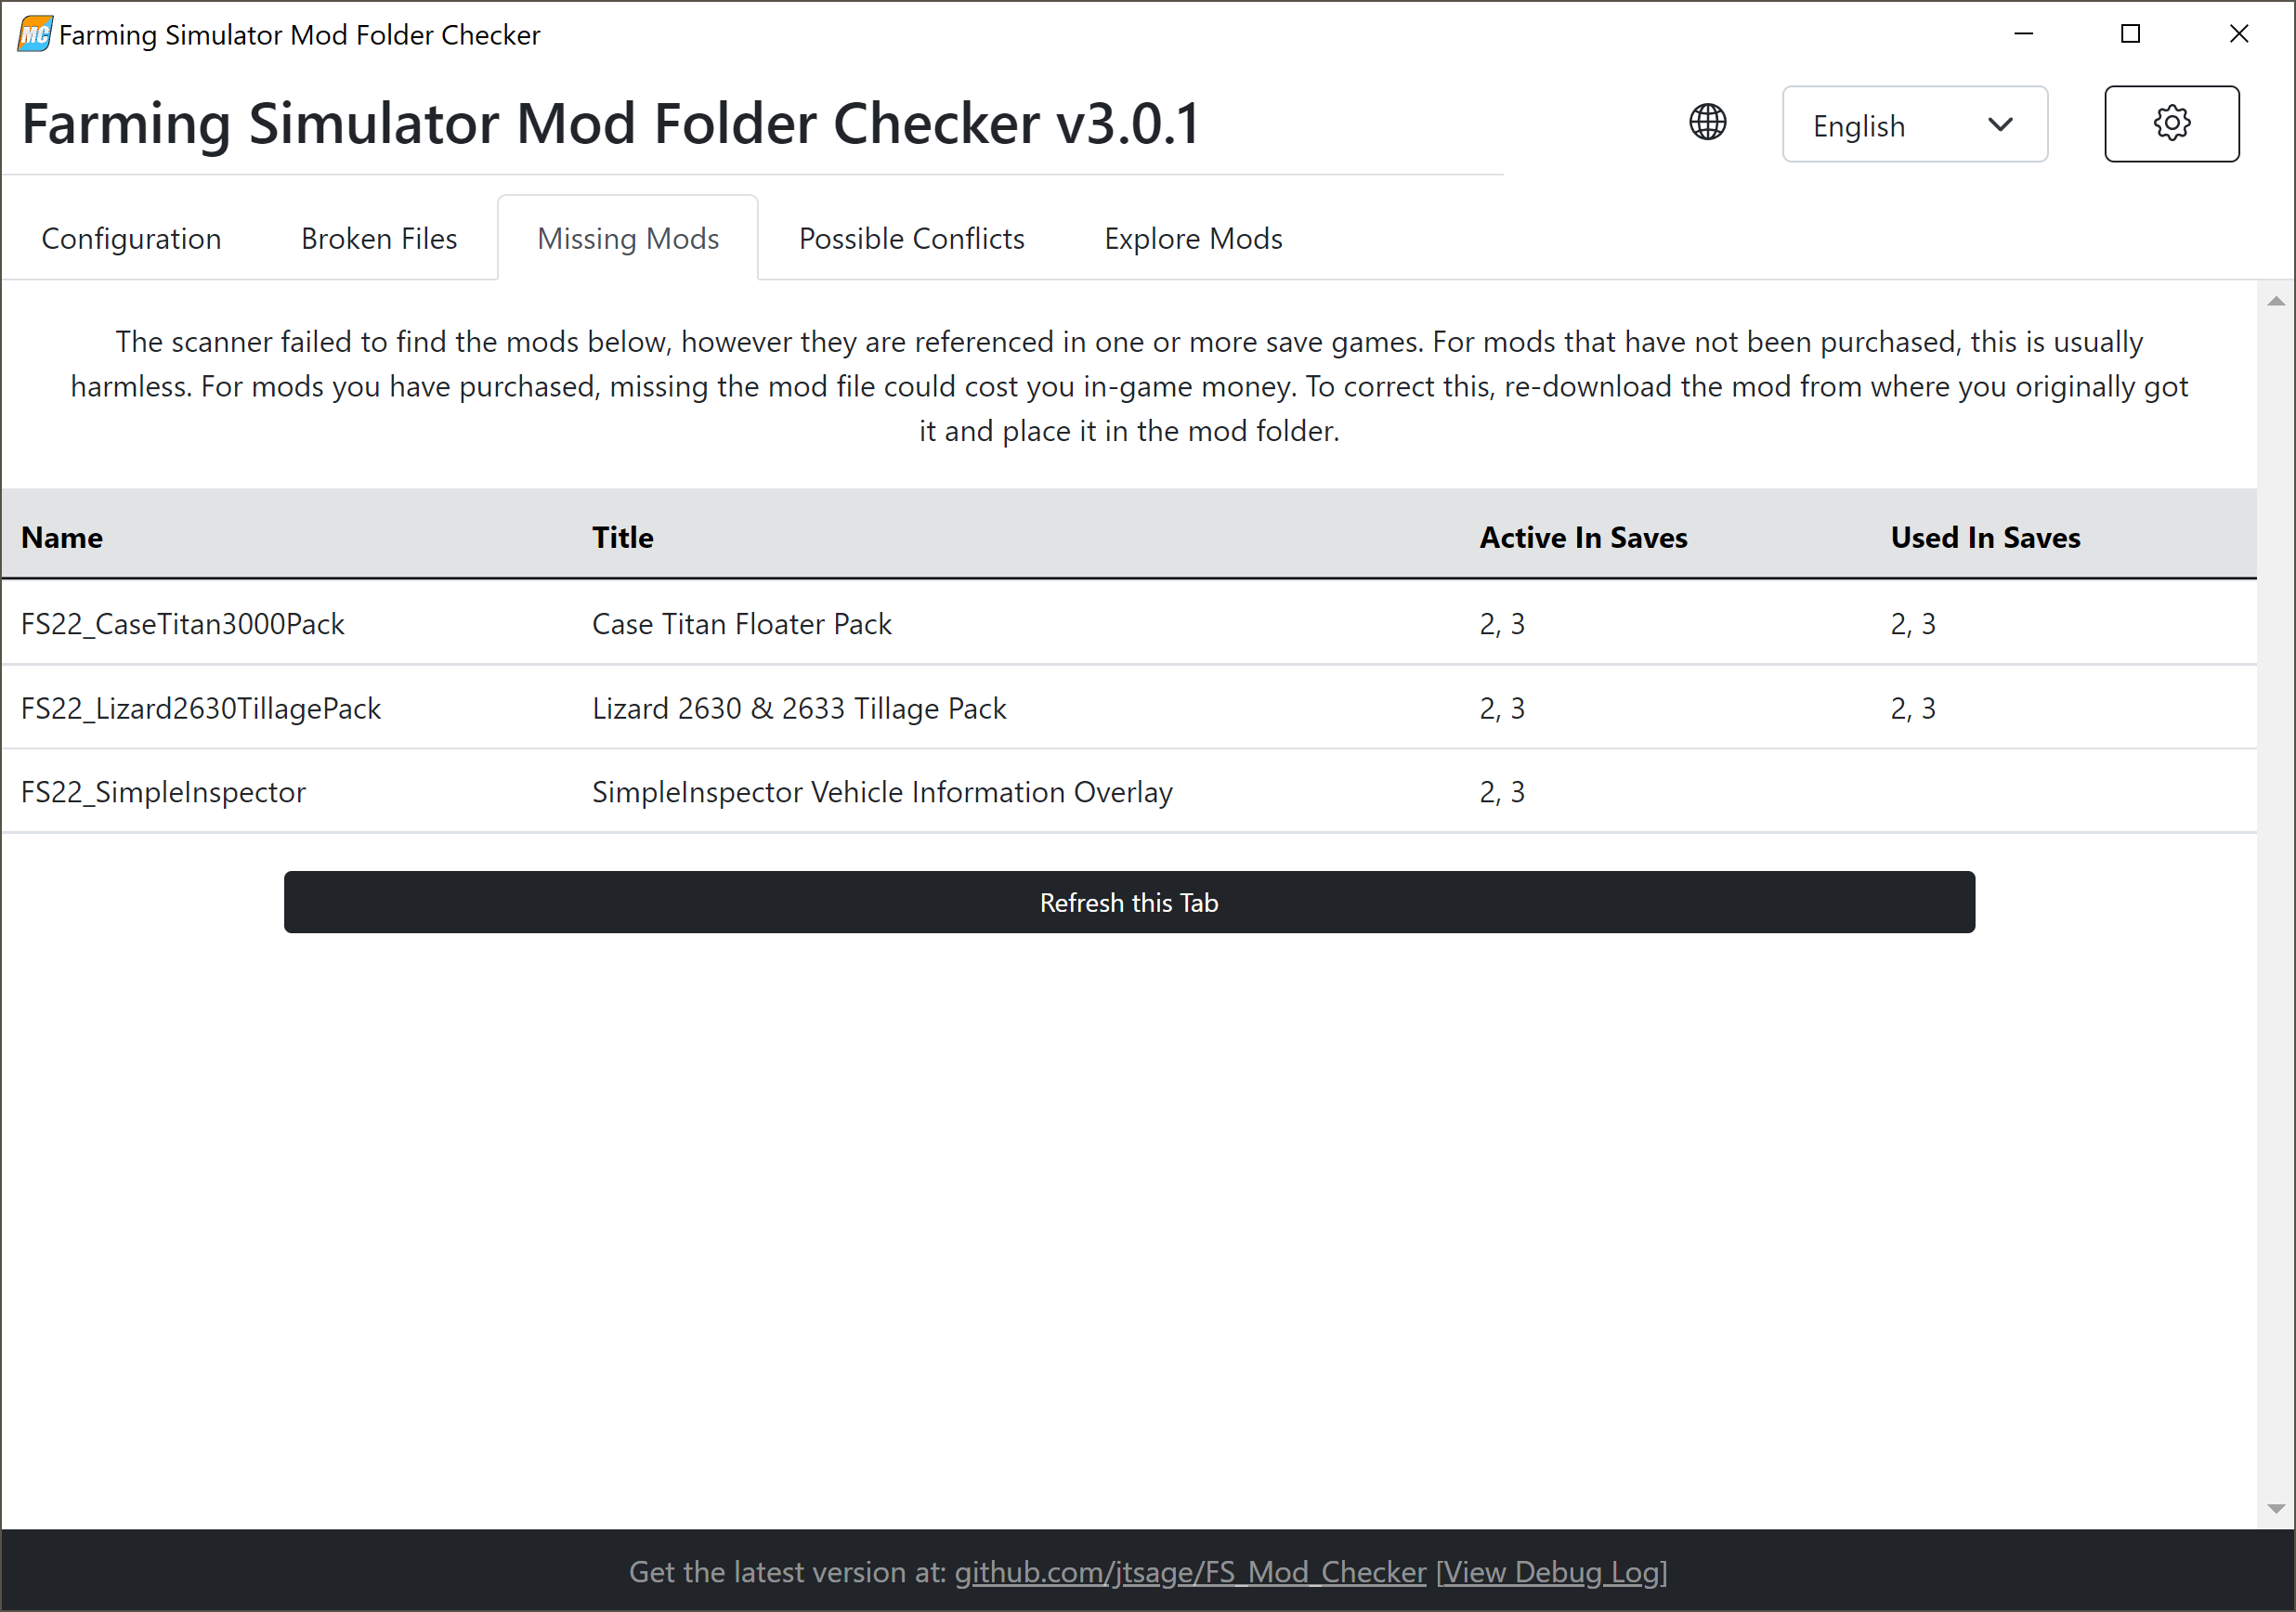 MC Farming Simulator Mod Folder Checker
Farming Simulator Mod Folder Checker v3.0.1
English
Configuration
Broken Files
Missing Mods
Possible Conflicts
Explore Mods
The scanner failed to find the mods below, however they are referenced in one or more save games. For mods that have not been purchased, this is usually
harmless. For mods you have purchased, missing the mod file could cost you in-game money. To correct this, re-download the mod from where you originally got
it and place it in the mod folder.
Name Title Active In Saves Used In Saves
FS22_CaseTitan3000Pack Case Titan Floater Pack 2, 3 2, 3
FS22_Lizard2630TillagePack Lizard 2630 & 2633 Tillage Pack 2, 3 2, 3
FS22_SimpleInspector SimpleInspector Vehicle Information Overlay 2, 3
Refresh this Tab
Get the latest version at: github.com/jtsage/FS_Mod_Checker [View Debug Log]